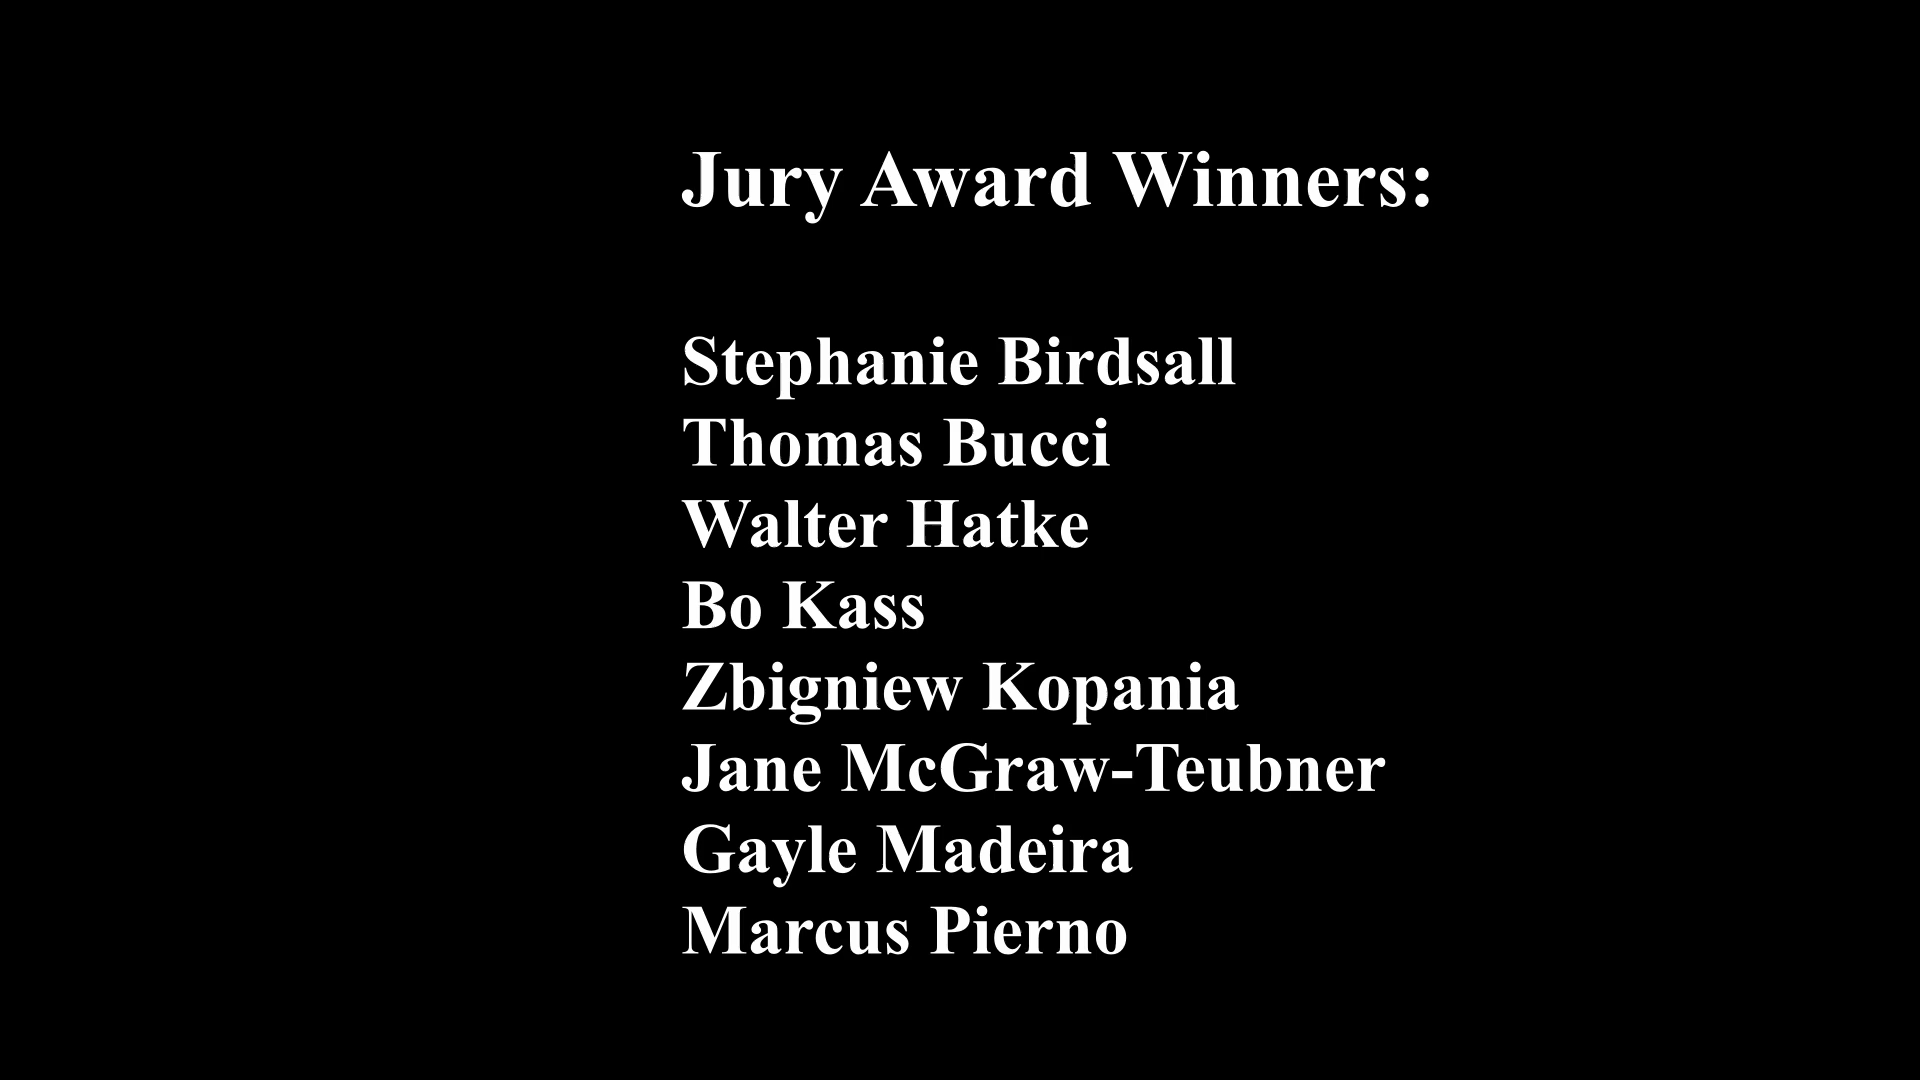 Jury Award Winners:
Stephanie Birdsall
Thomas Bucci
Walter Hatke
Bo Kass
Zbigniew Kopania
Jane McGraw-Teubner
Gayle Madeira
Marcus Pierno